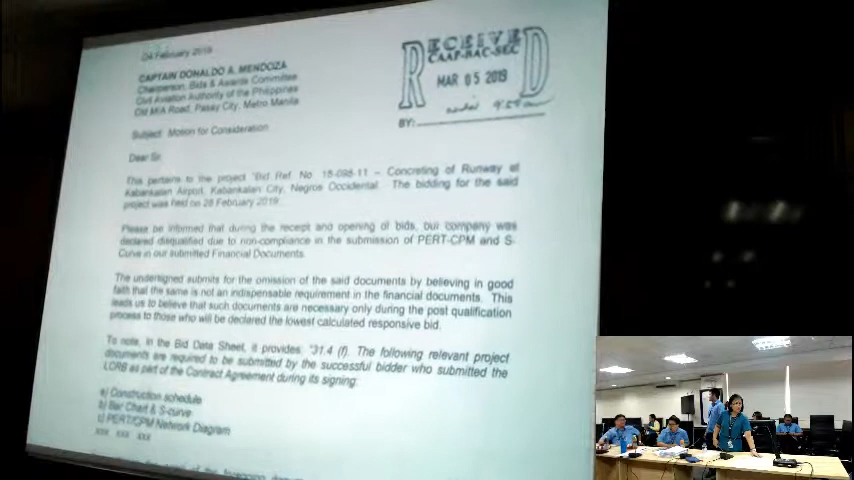 04 February 2019
RECEIVED
CAAP-BAC-SEC
MAR 05 2019
BY:
CAPTAIN DONALDO A. MENDOZA
Chairperson, Bids & Awards Committee
Civil Aviation Authority of the Philippines
Old MIA Road, Pasay City, Metro Manila
Subject: Motion for Consideration
Dear Sir:
This pertains to the project "Bid Ref. No. 18-098-11 – Concreting of Runway at
Kabankalan Airport, Kabankalan City, Negros Occidental. The bidding for the said
project was held on 28 February 2019.
Please be informed that during the receipt and opening of bids, our company was
declared disqualified due to non-compliance in the submission of PERT-CPM and S-
Curve in our submitted Financial Documents.
The undersigned submits for the omission of the said documents by believing in good
faith that the same is not an indispensable requirement in the financial documents. This
leads us to believe that such documents are necessary only during the post qualification
process to those who will be declared the lowest calculated responsive bid.
To note, in the Bid Data Sheet, it provides: "31.4 (f). The following relevant project
documents are required to be submitted by the successful bidder who submitted the
LCRB as part of the Contract Agreement during its signing:
a) Construction schedule
b) Bar Chart & S-curve
c) PERT/CPM Network Diagram
xxx xxx xxx